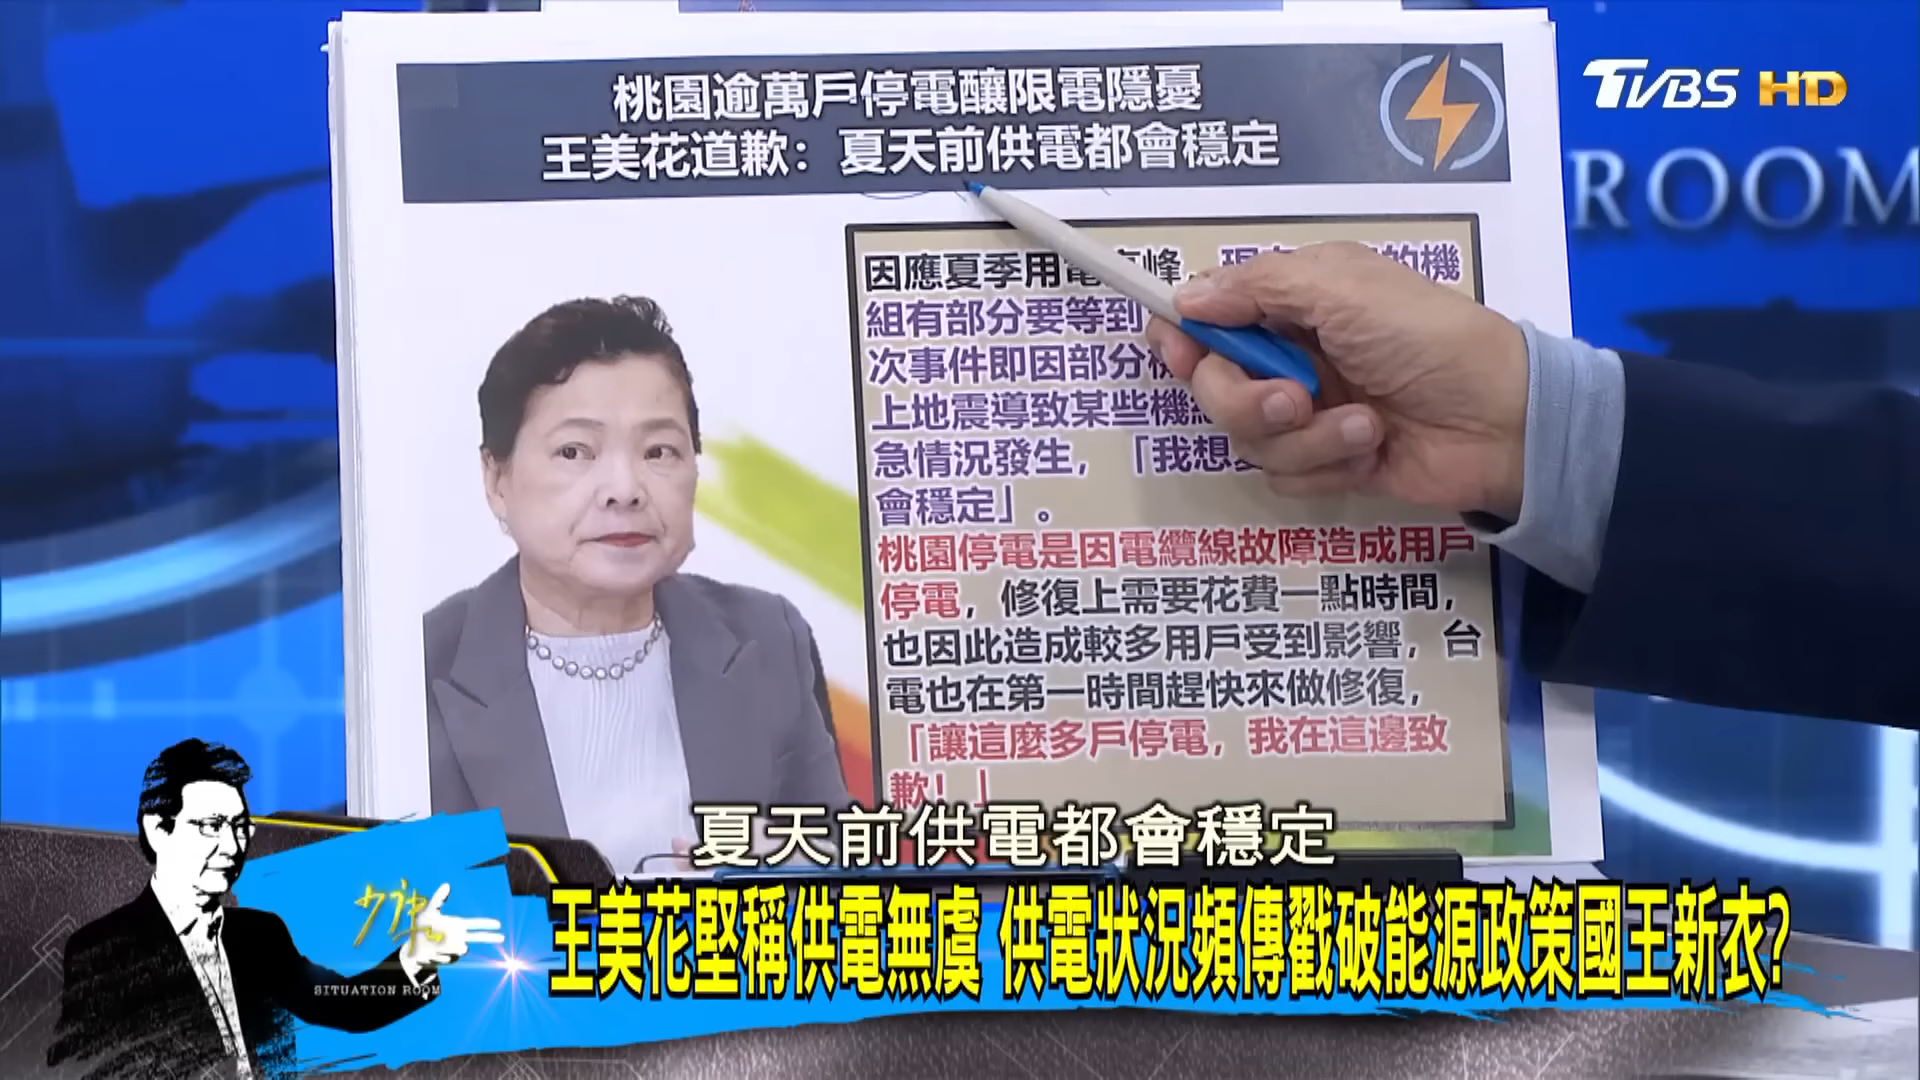 TVBS HD
ROOM
桃園逾萬戶停電釀限電隱憂
王美花道歉：夏天前供電都會穩定
因應夏季用電高峰，
的機
組有部分要等到
次事件即因部分
上地震導致某些機
急情況發生，「我想
會穩定」。
桃園停電是因電纜線故障造成用戶
停電，修復上需要花費一點時間，
也因此造成較多用戶受到影響，台
電也在第一時間趕快來做修復，
「讓這麼多戶停電，我在這邊致
歉！」
夏天前供電都會穩定
王美花堅稱供電無虞 供電狀況頻傳戳破能源政策國王新衣?
SITUATION ROOM